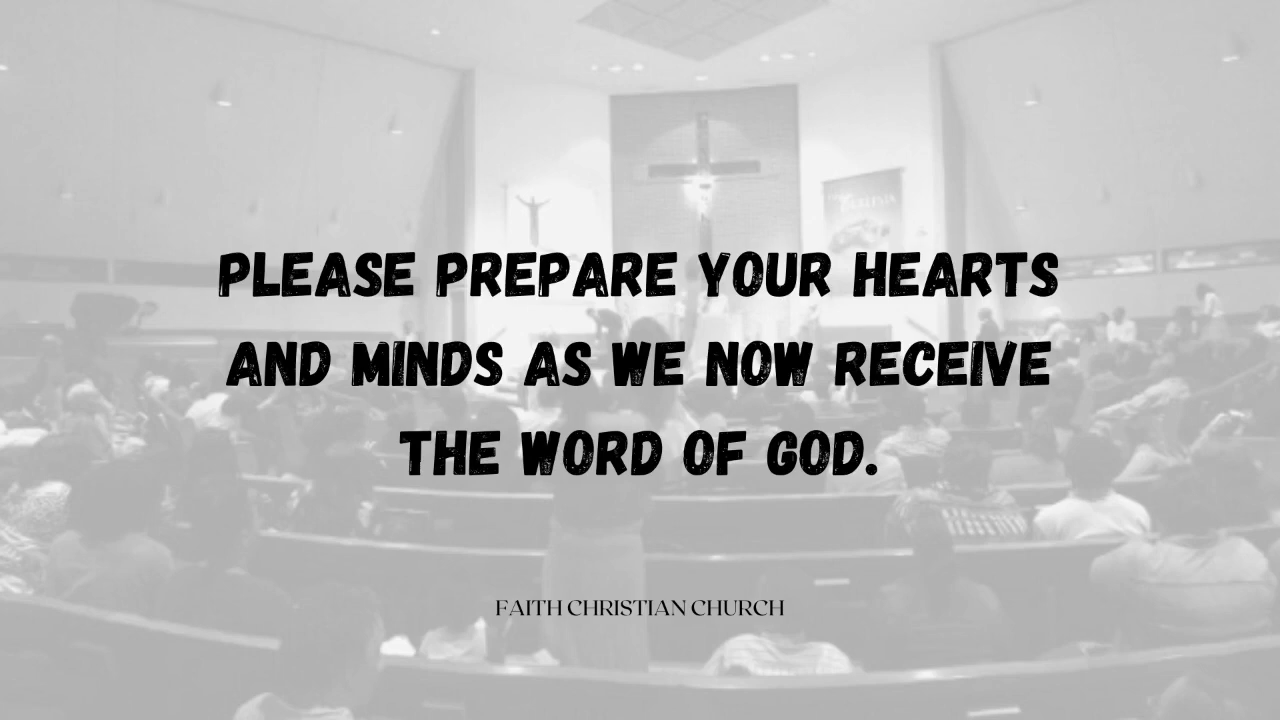 PLEASE PREPARE YOUR HEARTS
AND MINDS AS WE NOW RECEIVE
THE WORD OF GOD.
FAITH CHRISTIAN CHURCH